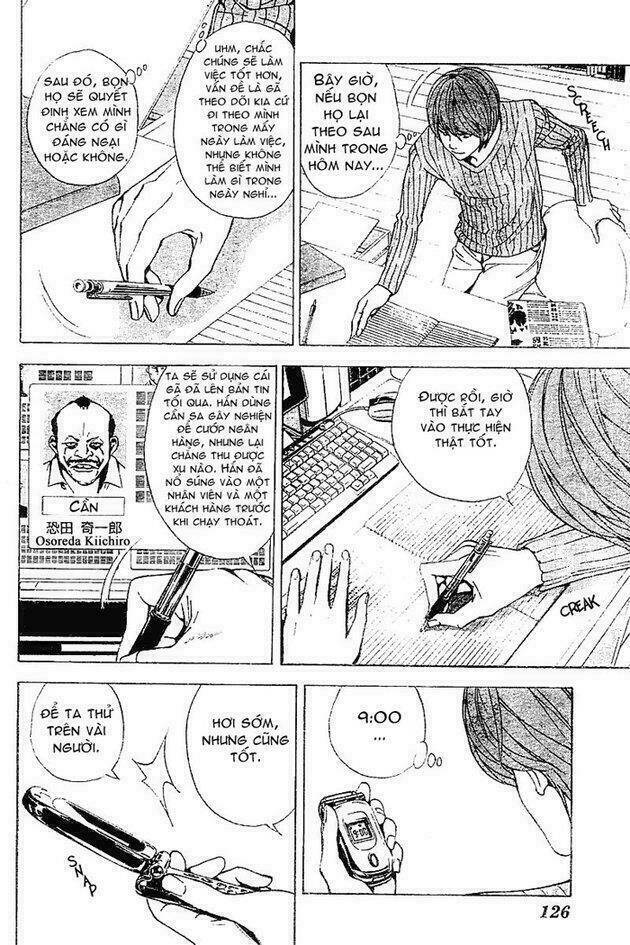 BÂY GIỜ,
NẾU BỌN
HỌ LẠI
THEO SAU
MÌNH TRONG
HÔM NAY...
SCREECH
UHM, CHẮC
CHÚNG SẼ LÀM
VIỆC TỐT HƠN,
VẤN ĐỀ LÀ GÃ
THEO DÕI KIA CỨ
ĐI THEO MÌNH
TRONG MẤY
NGÀY LÀM VIỆC,
NHƯNG KHÔNG
THỂ BIẾT MÌNH
LÀM GÌ TRONG
NGÀY NGHỈ...
SAU ĐÓ, BỌN
HỌ SẼ QUYẾT
ĐỊNH XEM MÌNH
CHẲNG CÓ GÌ
ĐÁNG NGẠI
HOẶC KHÔNG.
ĐƯỢC RỒI, GIỜ
THÌ BẮT TAY
VÀO THỰC HIỆN
THẬT TỐT.
CREAK
TA SẼ SỬ DỤNG CÁI
GÃ ĐÃ LÊN BẢN TIN
TỐI QUA. HẮN DÙNG
CẦN SA GÂY NGHIỆN
ĐỂ CƯỚP NGÂN
HÀNG, NHƯNG LẠI
CHẲNG THU ĐƯỢC
XU NÀO. HẮN ĐÃ
NỔ SÚNG VÀO MỘT
NHÂN VIÊN VÀ MỘT
KHÁCH HÀNG TRƯỚC
KHI CHẠY THOÁT.
CẦN
恐田 奇一郎
Osoreda Kiichiro
9:00
...
9:00
HƠI SỚM,
NHƯNG CŨNG
TỐT.
ĐỂ TA THỬ
TRÊN VÀI
NGƯỜI.
SNAP
126